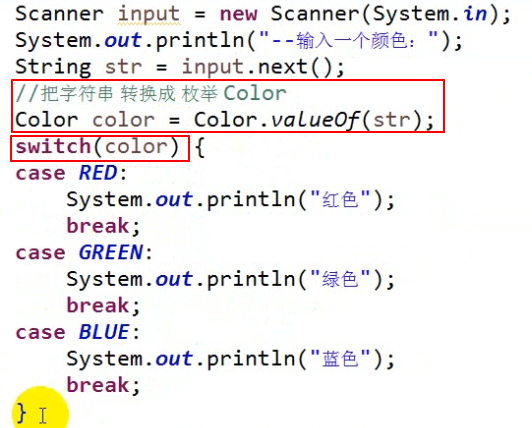 Scanner input = new Scanner(System.in);
System.out.println("--输入一个颜色：");
String str = input.next();
//把字符串 转换成 枚举 Color
Color color = Color.valueOf(str);
switch(color) {
case RED:
    System.out.println("红色");
    break;
case GREEN:
    System.out.println("绿色");
    break;
case BLUE:
    System.out.println("蓝色");
    break;
}